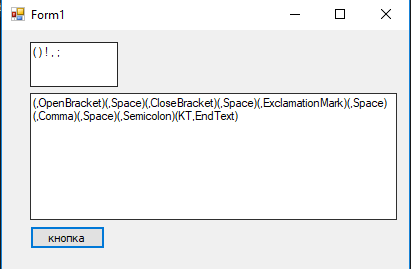 Form1
( ) ! , ;
(,OpenBracket)(,Space)(,CloseBracket)(,Space)(,ExclamationMark)(,Space)
(,Comma)(,Space)(,Semicolon)(KT,EndText)
кнопка